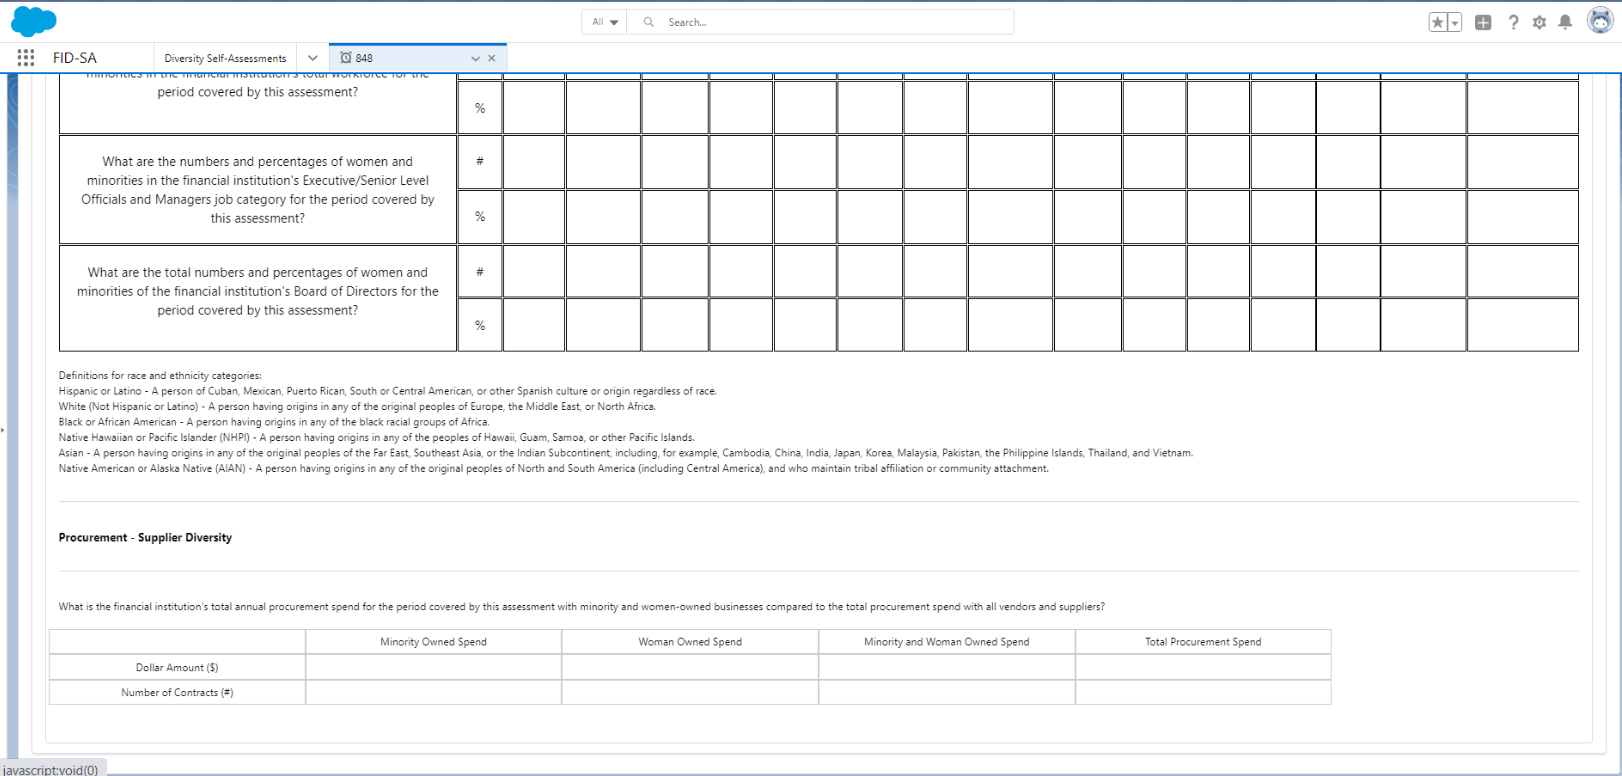 All
Search...
FID-SA
Diversity Self-Assessments
848
minorities in the financial institution's total workforce for the
period covered by this assessment?
%
What are the numbers and percentages of women and
minorities in the financial institution's Executive/Senior Level
Officials and Managers job category for the period covered by
this assessment?
#
%
What are the total numbers and percentages of women and
minorities of the financial institution's Board of Directors for the
period covered by this assessment?
#
%
Definitions for race and ethnicity categories:
Hispanic or Latino - A person of Cuban, Mexican, Puerto Rican, South or Central American, or other Spanish culture or origin regardless of race.
White (Not Hispanic or Latino) - A person having origins in any of the original peoples of Europe, the Middle East, or North Africa.
Black or African American - A person having origins in any of the black racial groups of Africa.
Native Hawaiian or Pacific Islander (NHPI) - A person having origins in any of the peoples of Hawaii, Guam, Samoa, or other Pacific Islands.
Asian - A person having origins in any of the original peoples of the Far East, Southeast Asia, or the Indian Subcontinent, including, for example, Cambodia, China, India, Japan, Korea, Malaysia, Pakistan, the Philippine Islands, Thailand, and Vietnam.
Native American or Alaska Native (AIAN) - A person having origins in any of the original peoples of North and South America (including Central America), and who maintain tribal affiliation or community attachment.
Procurement - Supplier Diversity
What is the financial institution's total annual procurement spend for the period covered by this assessment with minority and women-owned businesses compared to the total procurement spend with all vendors and suppliers?
Minority Owned Spend
Woman Owned Spend
Minority and Woman Owned Spend
Total Procurement Spend
Dollar Amount ($)
Number of Contracts (#)
javascript:void(0)